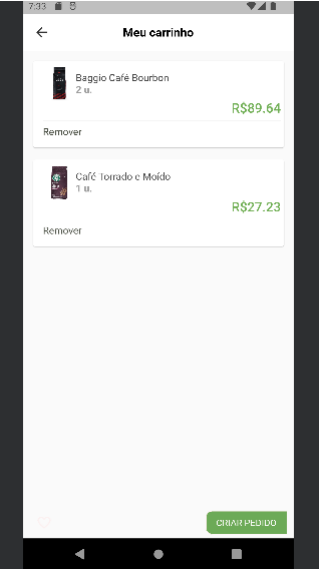 7:33
Meu carrinho
Baggio Café Bourbon
2 u.
R$89.64
Remover
Café Torrado e Moído
1 u.
R$27.23
Remover
CRIAR PEDIDO